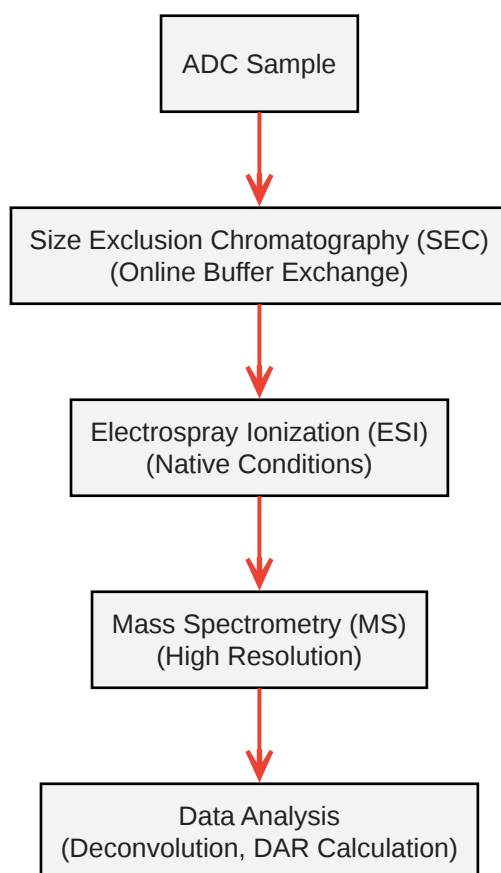 ADC Sample
Size Exclusion Chromatography (SEC)
(Online Buffer Exchange)
Electrospray Ionization (ESI)
(Native Conditions)
Mass Spectrometry (MS)
(High Resolution)
Data Analysis
(Deconvolution, DAR Calculation)